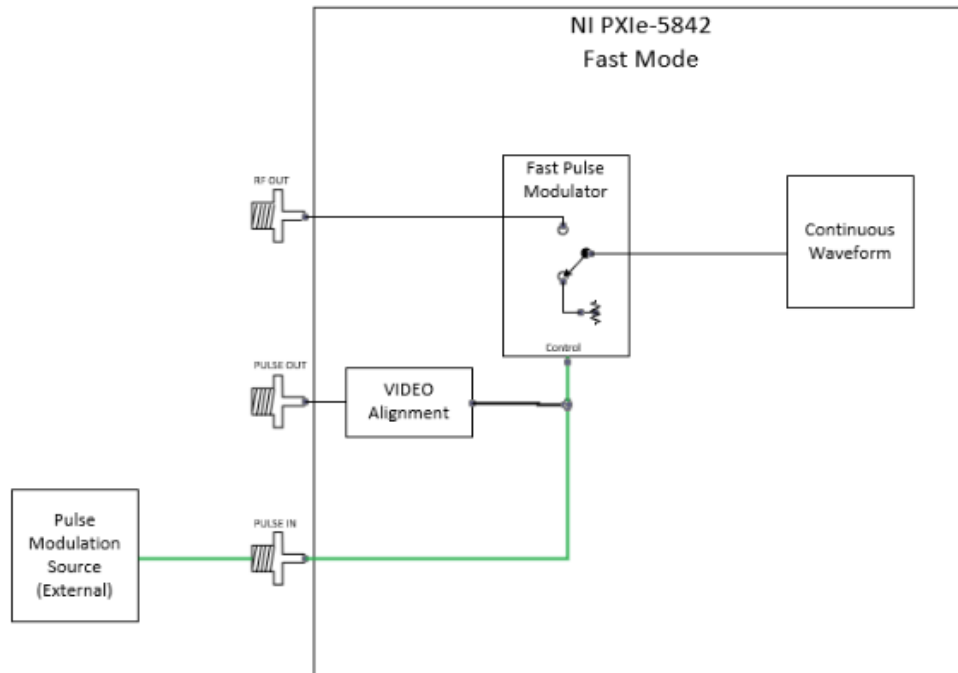 NI PXIe-5842
Fast Mode
Fast Pulse
Modulator
RF OUT
Continuous
Waveform
Control
PULSE OUT
VIDEO
Alignment
PULSE IN
Pulse
Modulation
Source
(External)